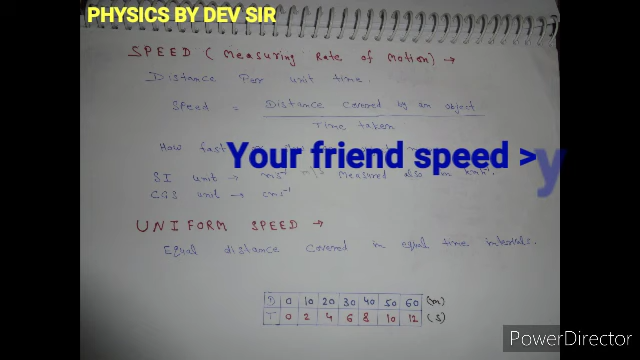 PHYSICS BY DEV SIR
SPEED (Measuring Rate of Motion) →
Distance Per unit time.
Speed = Distance covered by an object
Time taken
How fast
Your friend speed >y
SI unit → ms⁻¹ Measured also in kmh⁻¹.
CGS unit → cms⁻¹
UNIFORM SPEED →
Equal distance covered in equal time intervals.
D 0 10 20 30 40 50 60 (m)
T 0 2 4 6 8 10 12 (s)
PowerDirector